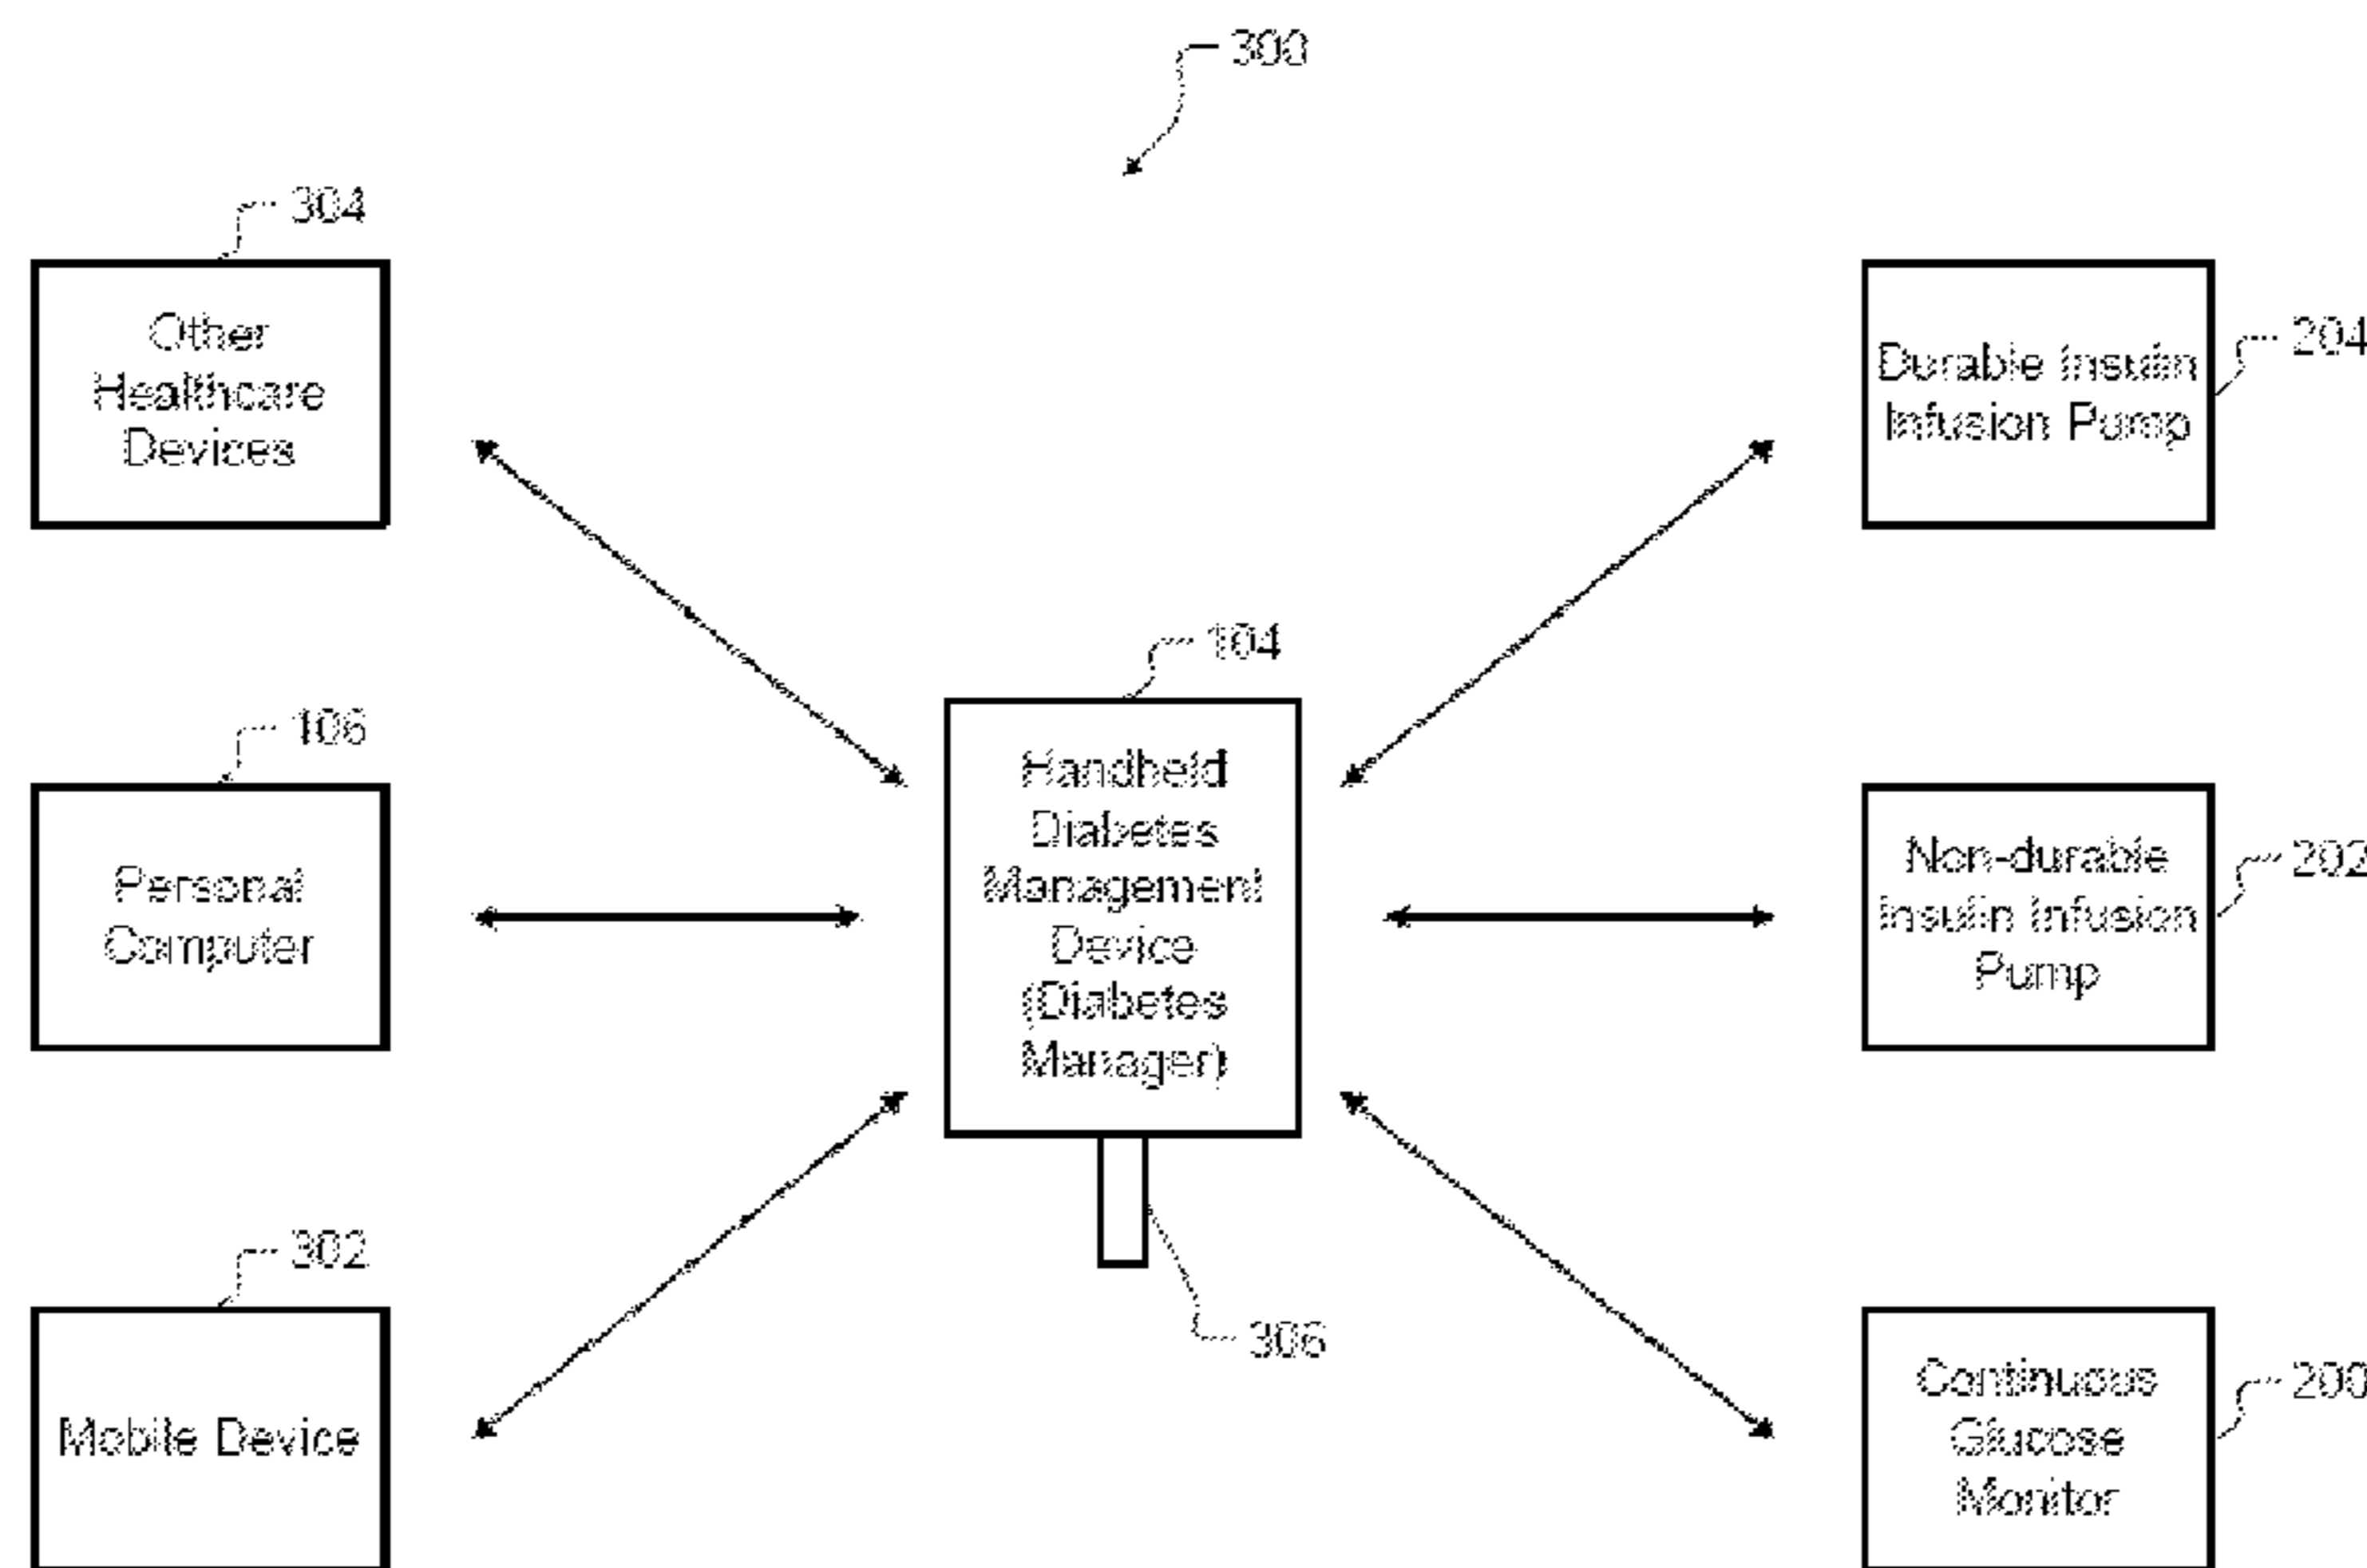 300
304
Other
Healthcare
Devices
Durable Insulin
Infusion Pump
204
104
Handheld
Diabetes
Management
Device
(Diabetes
Manager)
106
Personal
Computer
Non-durable
Insulin Infusion
Pump
202
302
Mobile Device
306
Continuous
Glucose
Monitor
200